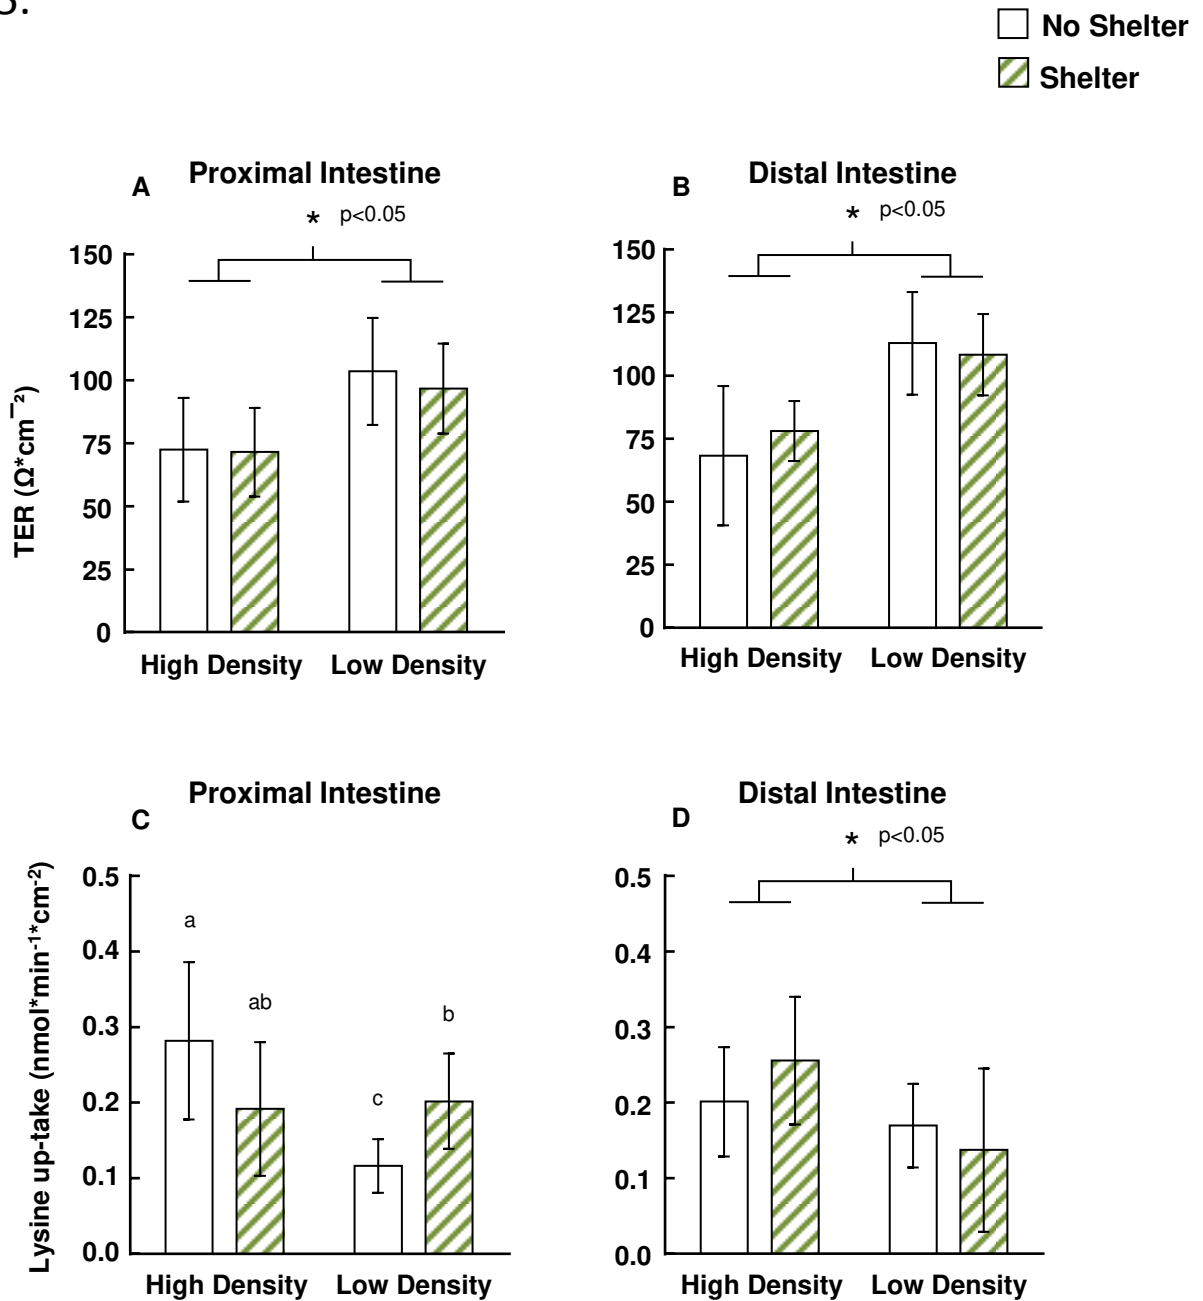 No Shelter
Shelter
A Proximal Intestine
* p<0.05
150
125
100
75
50
25
0
TER (Ω*cm¯²)
High Density Low Density
B Distal Intestine
* p<0.05
150
125
100
75
50
25
0
High Density Low Density
C Proximal Intestine
0.5
0.4
0.3
0.2
0.1
0.0
Lysine up-take (nmol*min⁻¹*cm⁻²)
a
ab
c
b
High Density Low Density
D Distal Intestine
* p<0.05
0.5
0.4
0.3
0.2
0.1
0.0
High Density Low Density